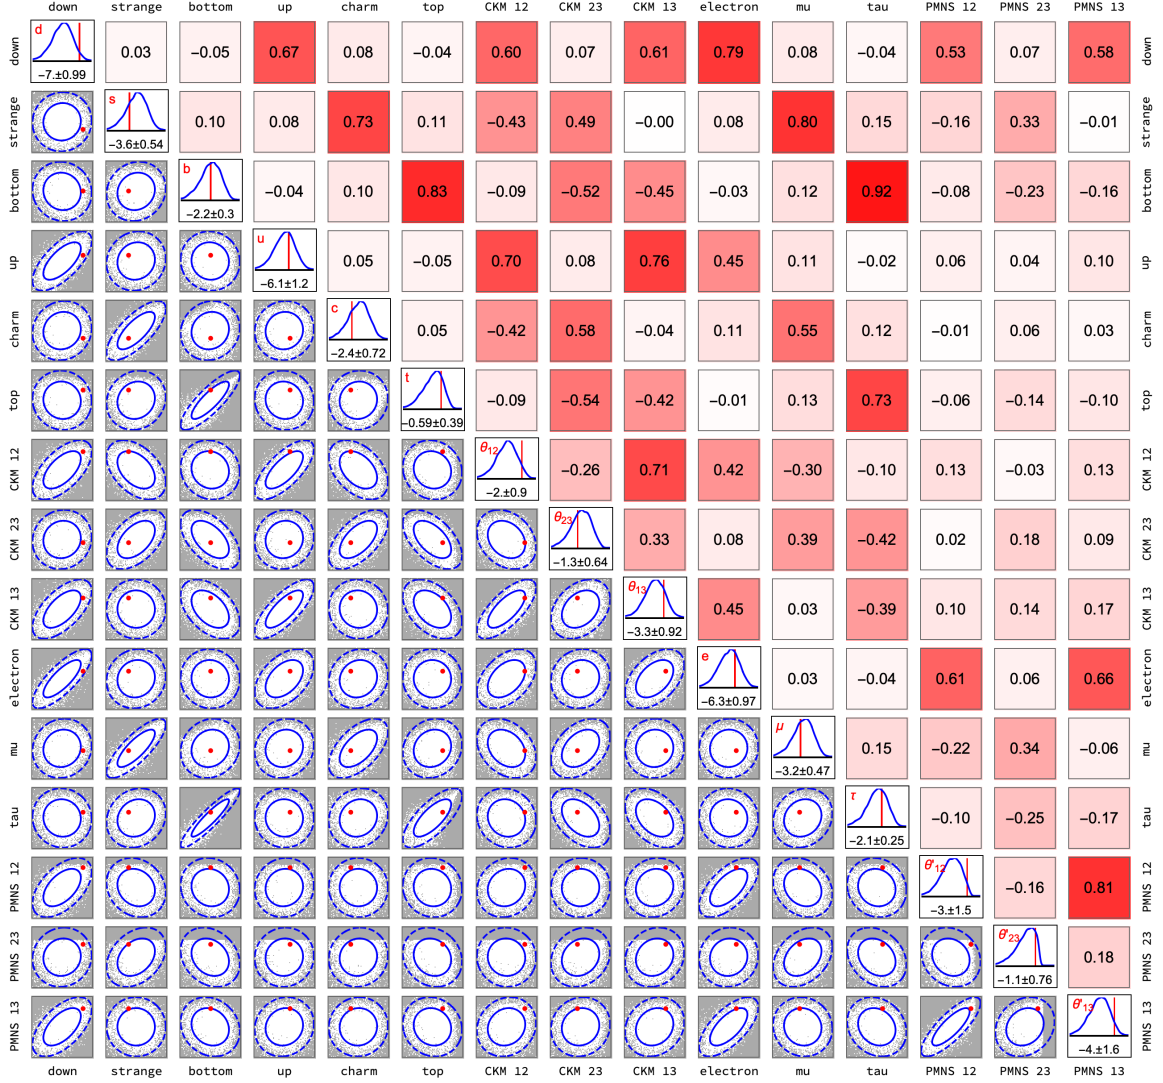 down strange bottom up charm top CKM 12 CKM 23 CKM 13 electron mu tau PMNS 12 PMNS 23 PMNS 13
down d −7.±0.99 0.03 −0.05 0.67 0.08 −0.04 0.60 0.07 0.61 0.79 0.08 −0.04 0.53 0.07 0.58 down
strange s −3.6±0.54 0.10 0.08 0.73 0.11 −0.43 0.49 −0.00 0.08 0.80 0.15 −0.16 0.33 −0.01 strange
bottom b −2.2±0.3 −0.04 0.10 0.83 −0.09 −0.52 −0.45 −0.03 0.12 0.92 −0.08 −0.23 −0.16 bottom
up u −6.1±1.2 0.05 −0.05 0.70 0.08 0.76 0.45 0.11 −0.02 0.06 0.04 0.10 up
charm c −2.4±0.72 0.05 −0.42 0.58 −0.04 0.11 0.55 0.12 −0.01 0.06 0.03 charm
top t −0.59±0.39 −0.09 −0.54 −0.42 −0.01 0.13 0.73 −0.06 −0.14 −0.10 top
CKM 12 θ12 −2.±0.9 −0.26 0.71 0.42 −0.30 −0.10 0.13 −0.03 0.13 CKM 12
CKM 23 θ23 −1.3±0.64 0.33 0.08 0.39 −0.42 0.02 0.18 0.09 CKM 23
CKM 13 θ13 −3.3±0.92 0.45 0.03 −0.39 0.10 0.14 0.17 CKM 13
electron e −6.3±0.97 0.03 −0.04 0.61 0.06 0.66 electron
mu μ −3.2±0.47 0.15 −0.22 0.34 −0.06 mu
tau τ −2.1±0.25 −0.10 −0.25 −0.17 tau
PMNS 12 θ'12 −3.±1.5 −0.16 0.81 PMNS 12
PMNS 23 θ'23 −1.1±0.76 0.18 PMNS 23
PMNS 13 θ'13 −4.±1.6 PMNS 13
down strange bottom up charm top CKM 12 CKM 23 CKM 13 electron mu tau PMNS 12 PMNS 23 PMNS 13